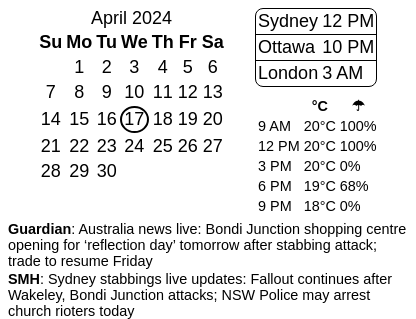 April 2024
Su Mo Tu We Th Fr Sa
1 2 3 4 5 6
7 8 9 10 11 12 13
14 15 16 17 18 19 20
21 22 23 24 25 26 27
28 29 30
Sydney 12 PM
Ottawa 10 PM
London 3 AM
°C ☂
9 AM 20°C 100%
12 PM 20°C 100%
3 PM 20°C 0%
6 PM 19°C 68%
9 PM 18°C 0%
Guardian: Australia news live: Bondi Junction shopping centre
opening for ‘reflection day’ tomorrow after stabbing attack;
trade to resume Friday
SMH: Sydney stabbings live updates: Fallout continues after
Wakeley, Bondi Junction attacks; NSW Police may arrest
church rioters today